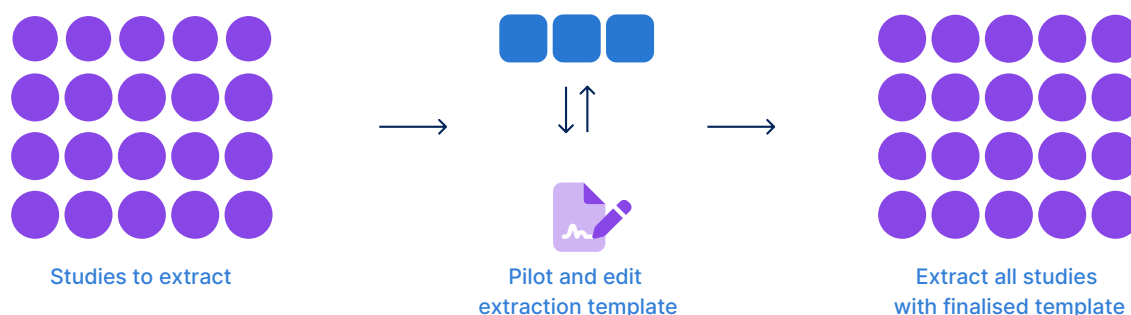 Studies to extract
Pilot and edit
extraction template
Extract all studies
with finalised template